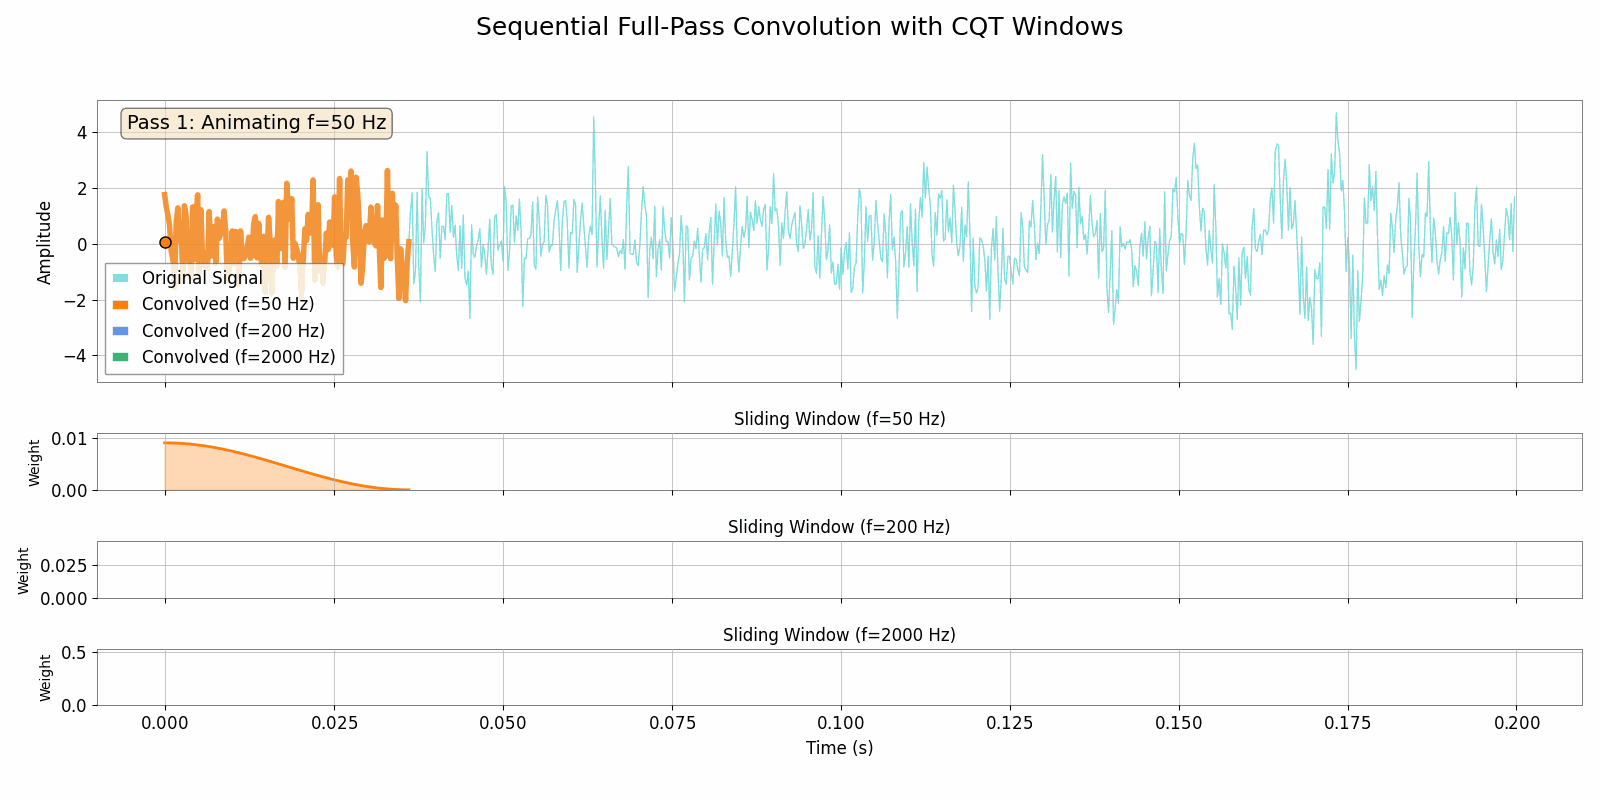 Sequential Full-Pass Convolution with CQT Windows
Pass 1: Animating f=50 Hz
Amplitude
4
2
0
−2
−4
Original Signal
Convolved (f=50 Hz)
Convolved (f=200 Hz)
Convolved (f=2000 Hz)
Sliding Window (f=50 Hz)
Weight
0.01
0.00
Sliding Window (f=200 Hz)
Weight
0.025
0.000
Sliding Window (f=2000 Hz)
Weight
0.5
0.0
0.000 0.025 0.050 0.075 0.100 0.125 0.150 0.175 0.200
Time (s)